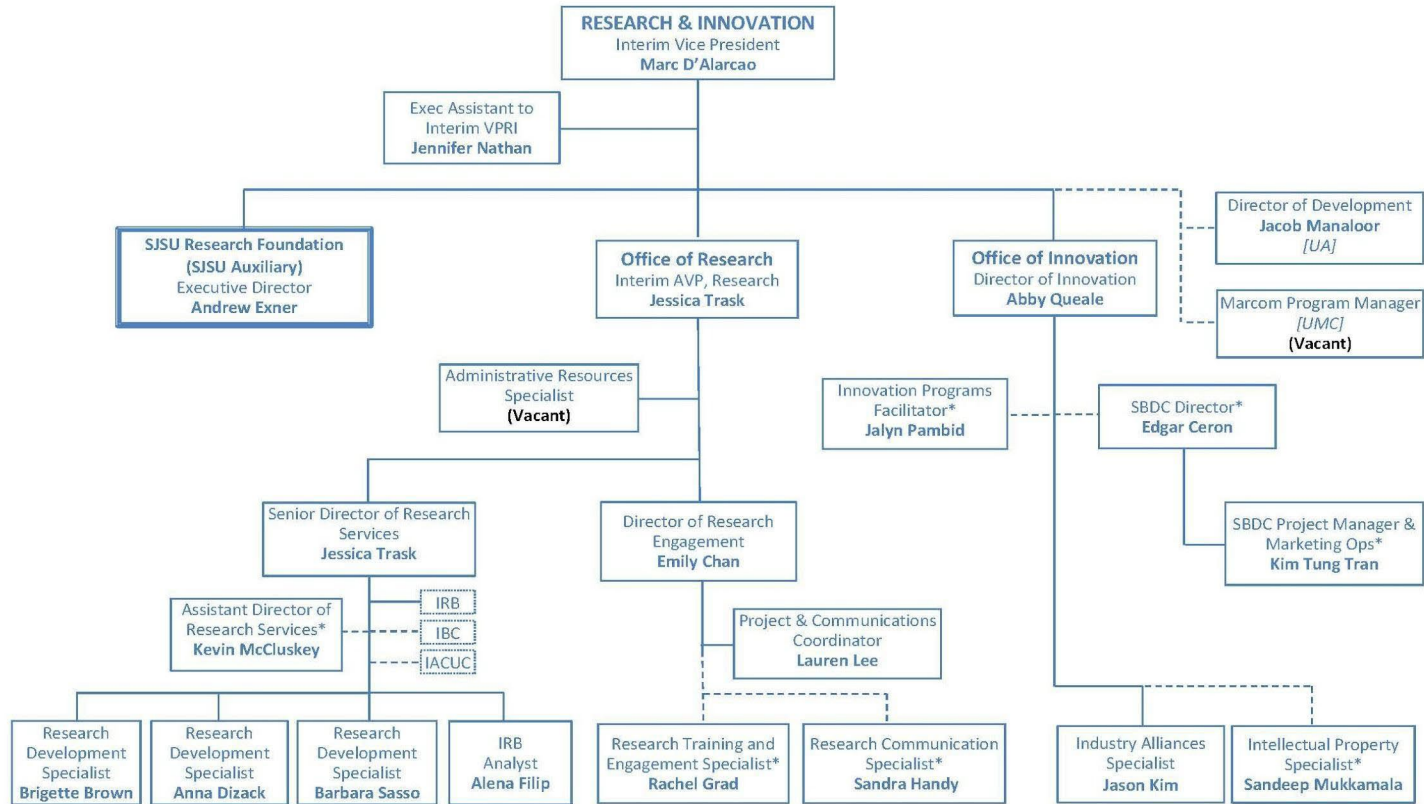 RESEARCH & INNOVATION
Interim Vice President
Marc D’Alarcao
Exec Assistant to
Interim VPRI
Jennifer Nathan
SJSU Research Foundation
(SJSU Auxiliary)
Executive Director
Andrew Exner
Office of Research
Interim AVP, Research
Jessica Trask
Office of Innovation
Director of Innovation
Abby Queale
Director of Development
Jacob Manaloor
[UA]
Marcom Program Manager
[UMC]
(Vacant)
Administrative Resources
Specialist
(Vacant)
Innovation Programs
Facilitator*
Jalyn Pambid
SBDC Director*
Edgar Ceron
Senior Director of Research
Services
Jessica Trask
Director of Research
Engagement
Emily Chan
SBDC Project Manager &
Marketing Ops*
Kim Tung Tran
Assistant Director of
Research Services*
Kevin McCluskey
IRB
IBC
IACUC
Project & Communications
Coordinator
Lauren Lee
Research
Development
Specialist
Brigette Brown
Research
Development
Specialist
Anna Dizack
Research
Development
Specialist
Barbara Sasso
IRB
Analyst
Alena Filip
Research Training and
Engagement Specialist*
Rachel Grad
Research Communication
Specialist*
Sandra Handy
Industry Alliances
Specialist
Jason Kim
Intellectual Property
Specialist*
Sandeep Mukkamala